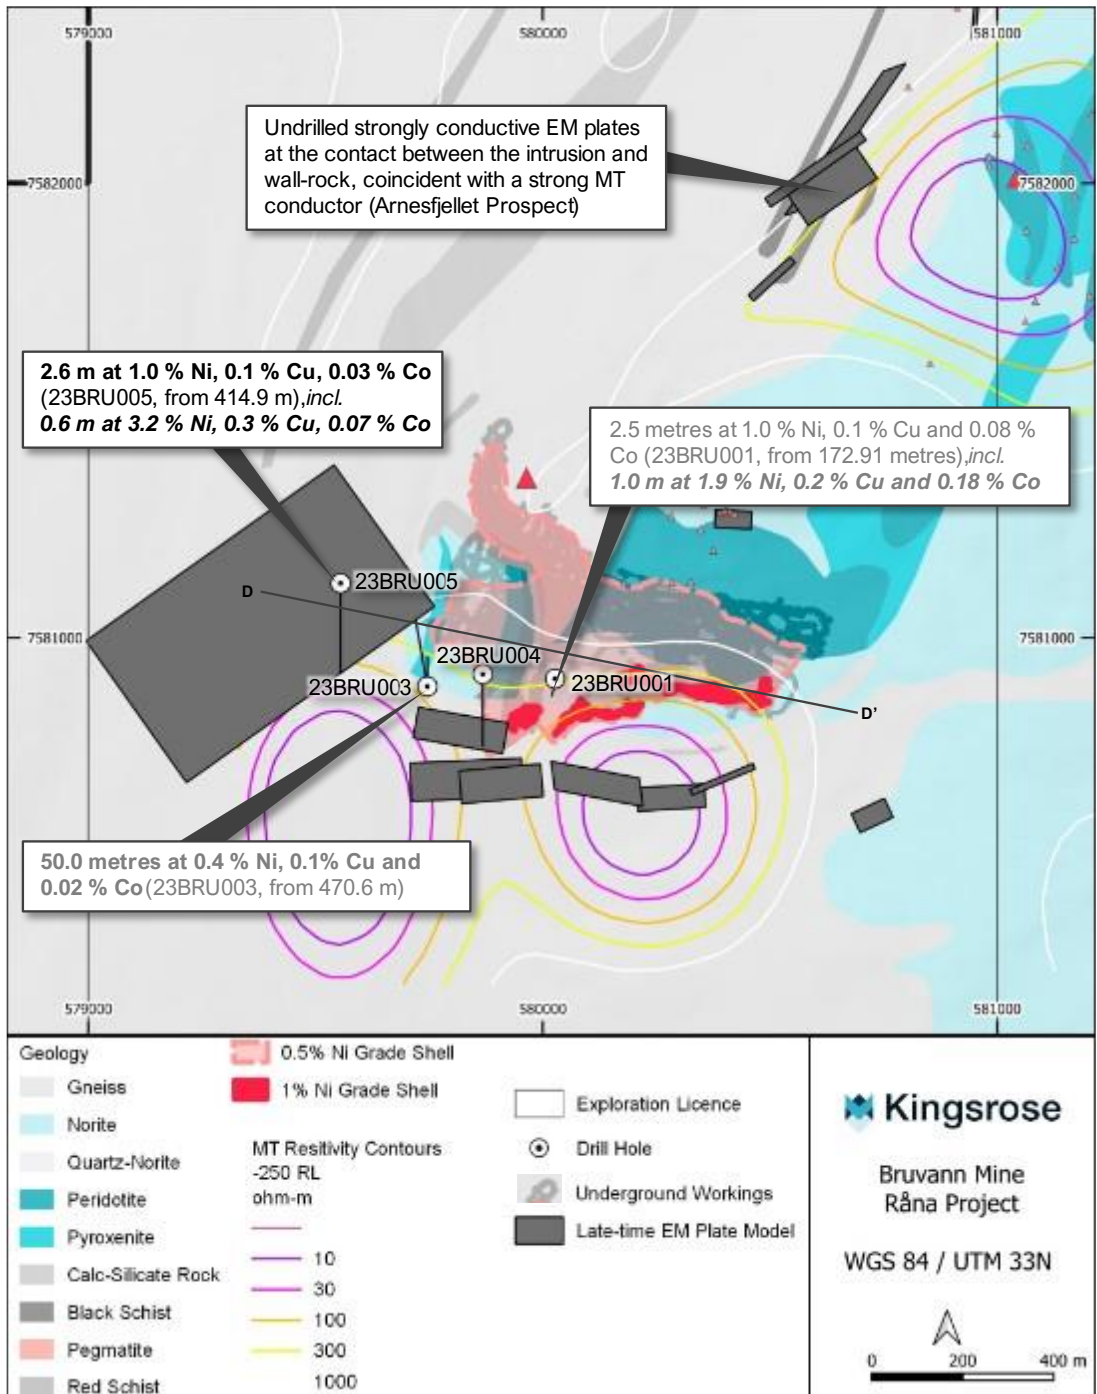 579000
580000
581000
Undrilled strongly conductive EM plates
at the contact between the intrusion and
wall-rock, coincident with a strong MT
conductor (Arnesfjellet Prospect)
7582000
7582000
2.6 m at 1.0 % Ni, 0.1 % Cu, 0.03 % Co
(23BRU005, from 414.9 m),incl.
0.6 m at 3.2 % Ni, 0.3 % Cu, 0.07 % Co
2.5 metres at 1.0 % Ni, 0.1 % Cu and 0.08 %
Co (23BRU001, from 172.91 metres),incl.
1.0 m at 1.9 % Ni, 0.2 % Cu and 0.18 % Co
D
23BRU005
7581000
7581000
23BRU004
23BRU003
23BRU001
D'
50.0 metres at 0.4 % Ni, 0.1% Cu and
0.02 % Co (23BRU003, from 470.6 m)
579000
580000
581000
Geology
Gneiss
Norite
Quartz-Norite
Peridotite
Pyroxenite
Calc-Silicate Rock
Black Schist
Pegmatite
Red Schist
0.5% Ni Grade Shell
1% Ni Grade Shell
MT Resitivity Contours
-250 RL
ohm-m
10
30
100
300
1000
Exploration Licence
Drill Hole
Underground Workings
Late-time EM Plate Model
Kingsrose
Bruvann Mine
Råna Project
WGS 84 / UTM 33N
0 200 400 m